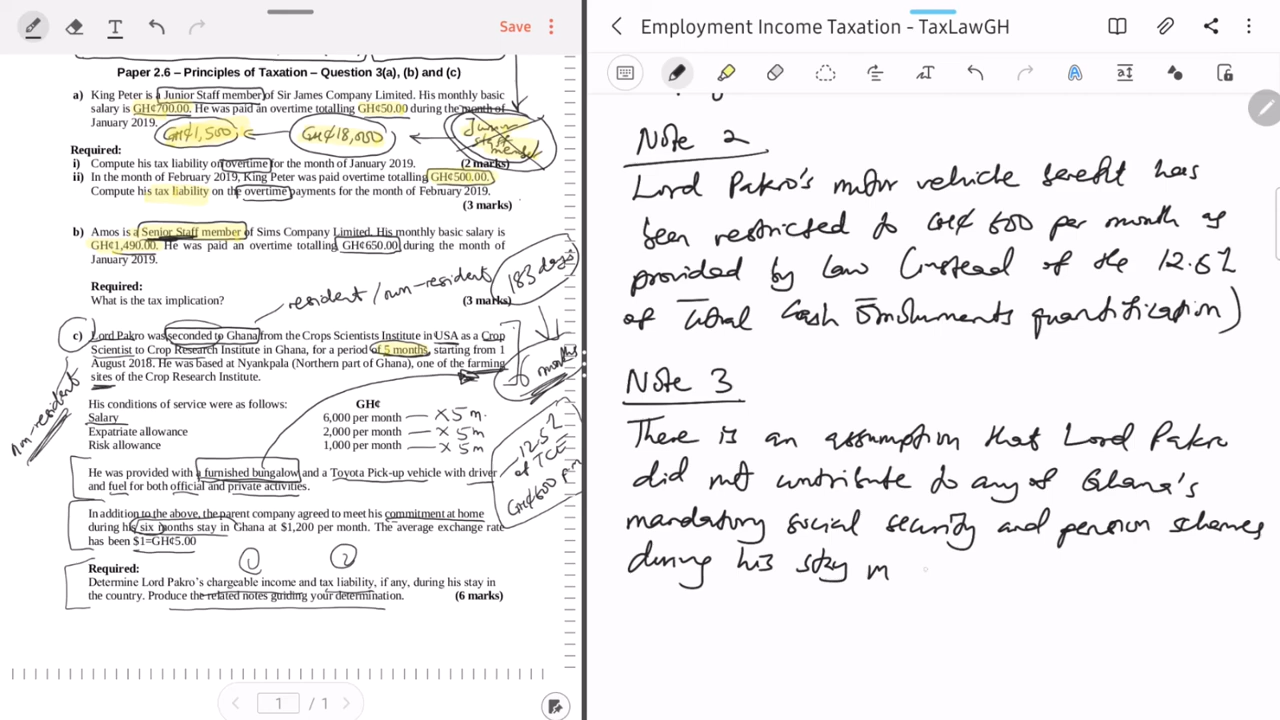 Save
Employment Income Taxation - TaxLawGH
Paper 2.6 – Principles of Taxation – Question 3(a), (b) and (c)
a) King Peter is a Junior Staff member of Sir James Company Limited. His monthly basic
salary is GH¢700.00. He was paid an overtime totalling GH¢50.00 during the month of
January 2019.
GH¢1,500
GH¢18,000
Junior
staff
member
Required:
i) Compute his tax liability on overtime for the month of January 2019. (2 marks)
ii) In the month of February 2019, King Peter was paid overtime totalling GH¢500.00.
Compute his tax liability on the overtime payments for the month of February 2019.
(3 marks)
b) Amos is a Senior Staff member of Sims Company Limited. His monthly basic salary is
GH¢1,490.00. He was paid an overtime totalling GH¢650.00 during the month of
January 2019.
Required:
What is the tax implication? (3 marks)
resident / non-resident
183 days
c) Lord Pakro was seconded to Ghana from the Crops Scientists Institute in USA as a Crop
Scientist to Crop Research Institute in Ghana, for a period of 5 months, starting from 1
August 2018. He was based at Nyankpala (Northern part of Ghana), one of the farming
sites of the Crop Research Institute.
6 months
non-resident
His conditions of service were as follows: GH¢
Salary 6,000 per month X 5 m.
Expatriate allowance 2,000 per month X 5 m
Risk allowance 1,000 per month X 5 m
He was provided with a furnished bungalow and a Toyota Pick-up vehicle with driver
and fuel for both official and private activities.
12.5%
of TCE
GH¢600 pm
In addition to the above, the parent company agreed to meet his commitment at home
during his six months stay in Ghana at $1,200 per month. The average exchange rate
has been $1=GH¢5.00
1 2
Required:
Determine Lord Pakro's chargeable income and tax liability, if any, during his stay in
the country. Produce the related notes guiding your determination. (6 marks)
1 / 1
Note 2
Lord Pakro's motor vehicle benefit has
been restricted to GH¢ 600 per month as
provided by law (instead of the 12.5%
of Total Cash Emoluments quantification)
Note 3
There is an assumption that Lord Pakro
did not contribute to any of Ghana's
mandatory social security and pension schemes
during his stay in